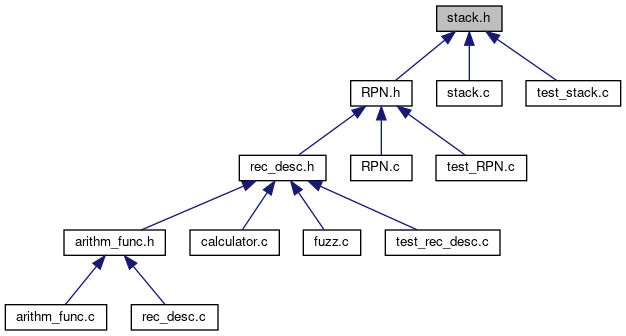 stack.h
RPN.h
stack.c
test_stack.c
rec_desc.h
RPN.c
test_RPN.c
arithm_func.h
calculator.c
fuzz.c
test_rec_desc.c
arithm_func.c
rec_desc.c